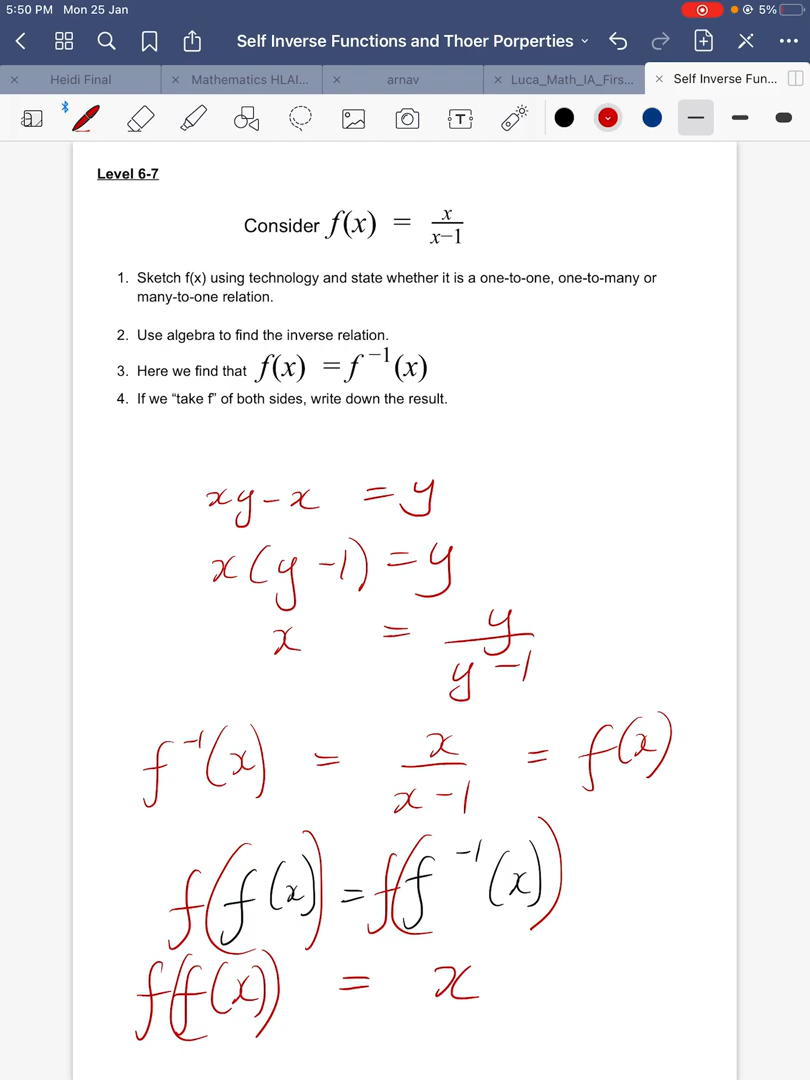 5:50 PM Mon 25 Jan 5%
Self Inverse Functions and Thoer Porperties
Heidi Final
Mathematics HLAI...
arnav
Luca_Math_IA_Firs...
Self Inverse Fun...
Level 6-7
Consider f(x) = x/(x−1)
1. Sketch f(x) using technology and state whether it is a one-to-one, one-to-many or
many-to-one relation.
2. Use algebra to find the inverse relation.
3. Here we find that f(x) = f⁻¹(x)
4. If we “take f” of both sides, write down the result.
xy - x = y
x(y - 1) = y
x = y/(y - 1)
f⁻¹(x) = x/(x - 1) = f(x)
f(f(x)) = f(f⁻¹(x))
f(f(x)) = x